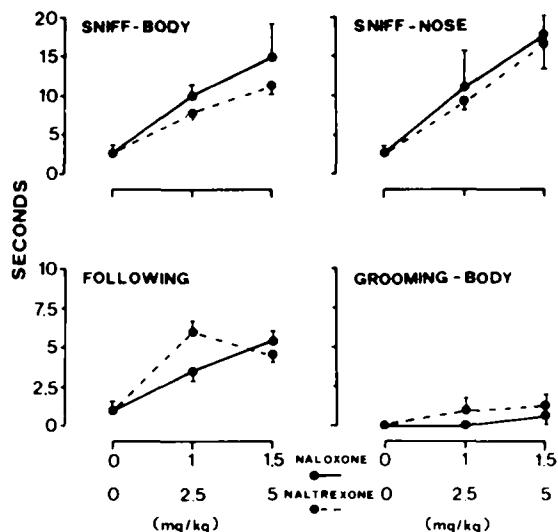 SNIFF-BODY
SNIFF-NOSE
20
15
10
5
0
SECONDS
FOLLOWING
GROOMING-BODY
10
7.5
5
2.5
0
0 1 1.5 0 1 1.5
NALOXONE
0 2.5 5 NALTREXONE 0 2.5 5
(mg/kg) (mg/kg)